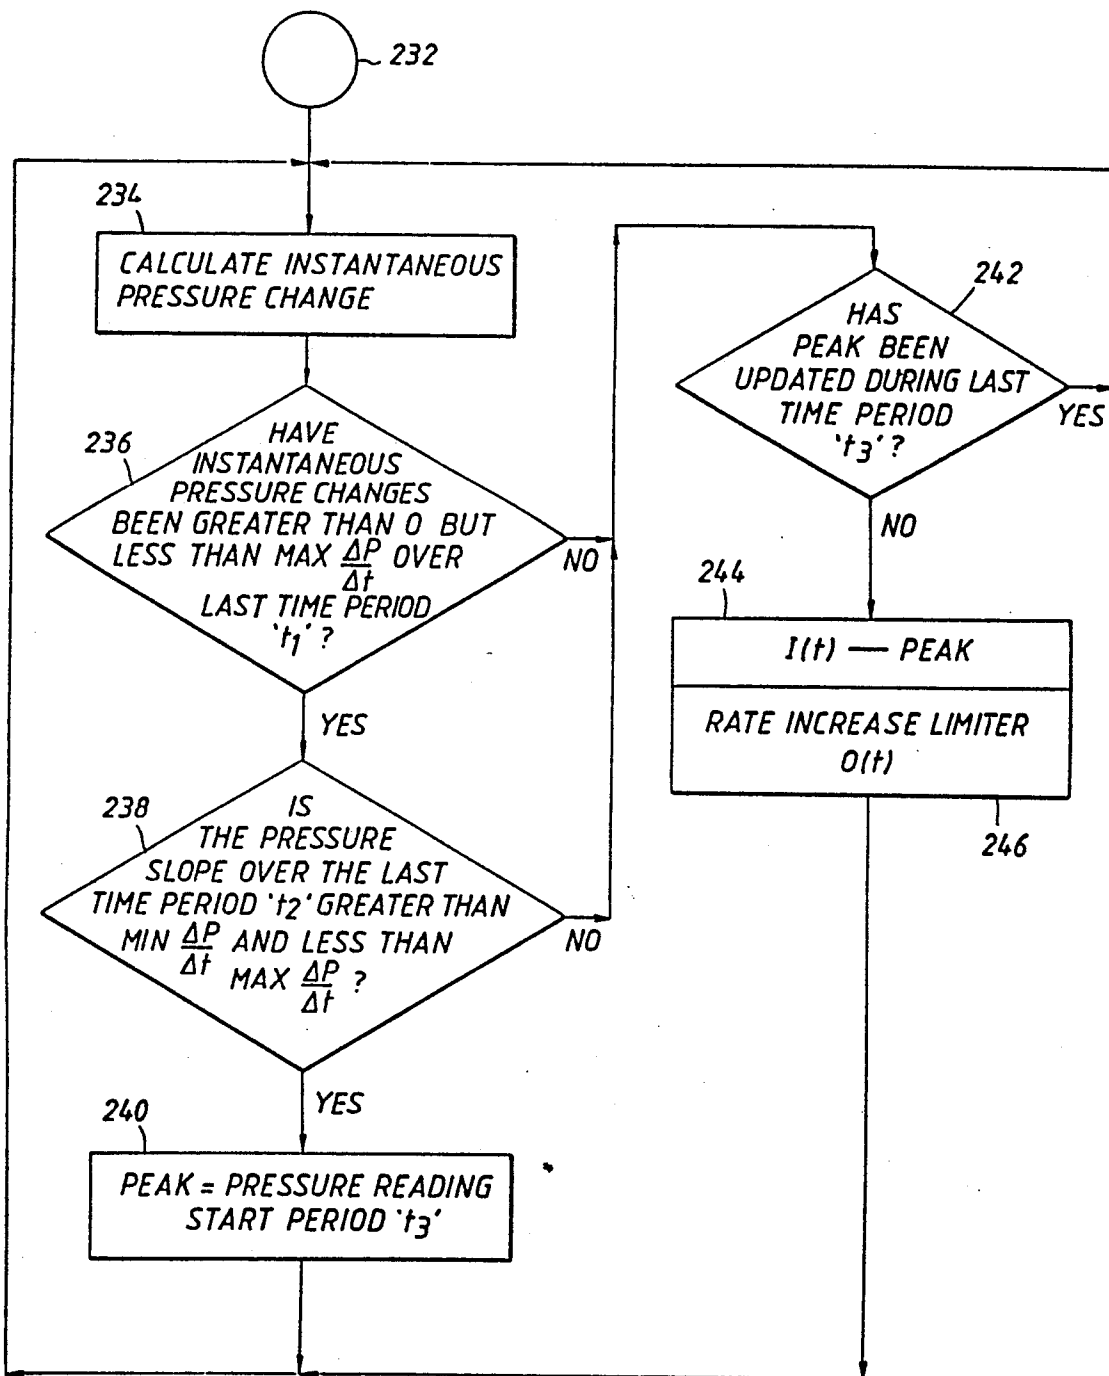 232
234
CALCULATE INSTANTANEOUS
PRESSURE CHANGE
236
HAVE
INSTANTANEOUS
PRESSURE CHANGES
BEEN GREATER THAN 0 BUT
LESS THAN MAX ΔP/Δt OVER
LAST TIME PERIOD
't1' ?
NO
YES
238
IS
THE PRESSURE
SLOPE OVER THE LAST
TIME PERIOD 't2' GREATER THAN
MIN ΔP/Δt AND LESS THAN
MAX ΔP/Δt ?
NO
YES
240
PEAK = PRESSURE READING
START PERIOD 't3'
242
HAS
PEAK BEEN
UPDATED DURING LAST
TIME PERIOD
't3' ?
YES
NO
244
I(t) — PEAK
RATE INCREASE LIMITER
O(t)
246